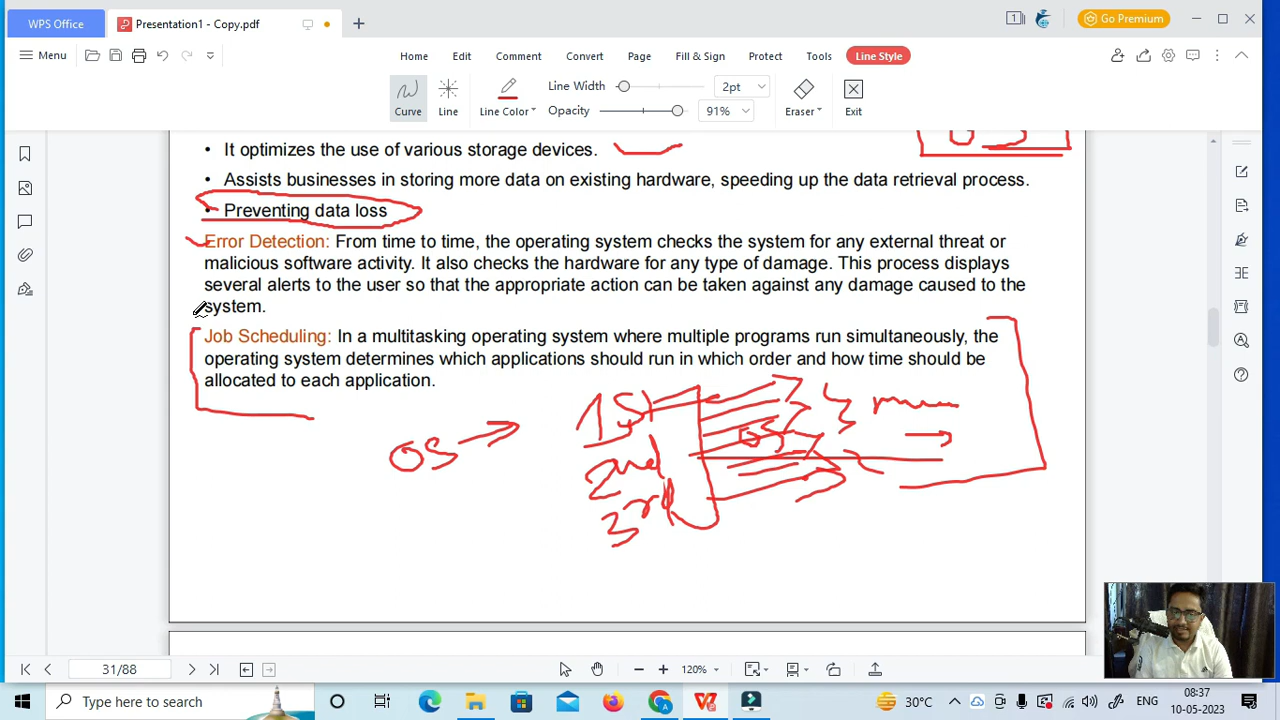 WPS Office
Presentation1 - Copy.pdf
1
Go Premium
Menu
Home Edit Comment Convert Page Fill & Sign Protect Tools Line Style
Curve
Line
Line Color
Line Width 2pt
Opacity 91%
Eraser
Exit
• It optimizes the use of various storage devices.
• Assists businesses in storing more data on existing hardware, speeding up the data retrieval process.
• Preventing data loss
Error Detection: From time to time, the operating system checks the system for any external threat or
malicious software activity. It also checks the hardware for any type of damage. This process displays
several alerts to the user so that the appropriate action can be taken against any damage caused to the
system.
Job Scheduling: In a multitasking operating system where multiple programs run simultaneously, the
operating system determines which applications should run in which order and how time should be
allocated to each application.
OS
1st
OS
2nd
3rd
31/88
120%
Type here to search
30°C
ENG
08:37
10-05-2023